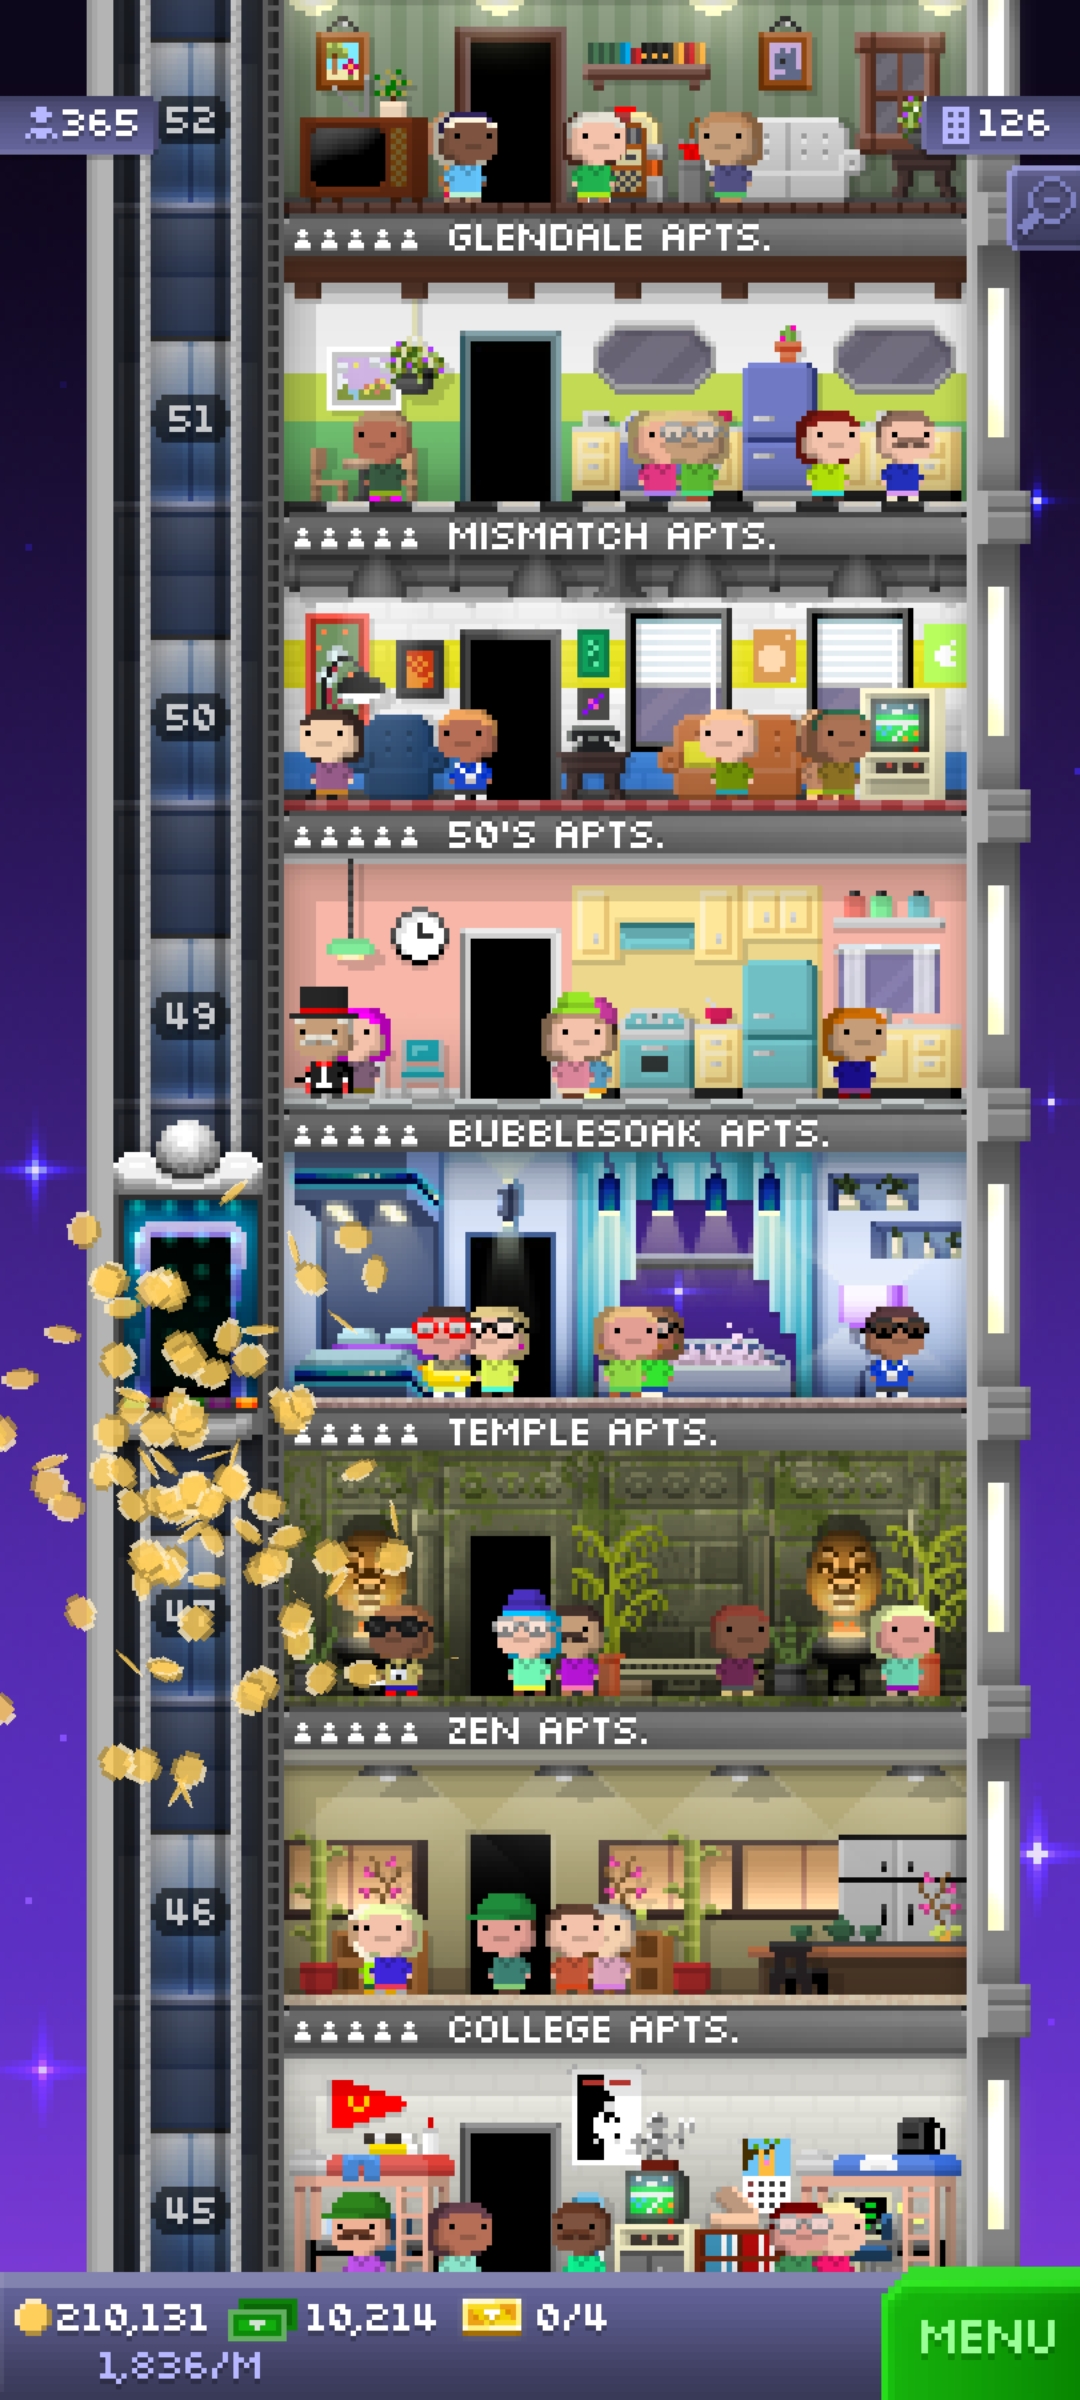 365
52
126
GLENDALE APTS.
51
MISMATCH APTS.
50
50'S APTS.
49
BUBBLESOAK APTS.
TEMPLE APTS.
47
ZEN APTS.
46
COLLEGE APTS.
45
210,131
10,214
0/4
MENU
1,836/M